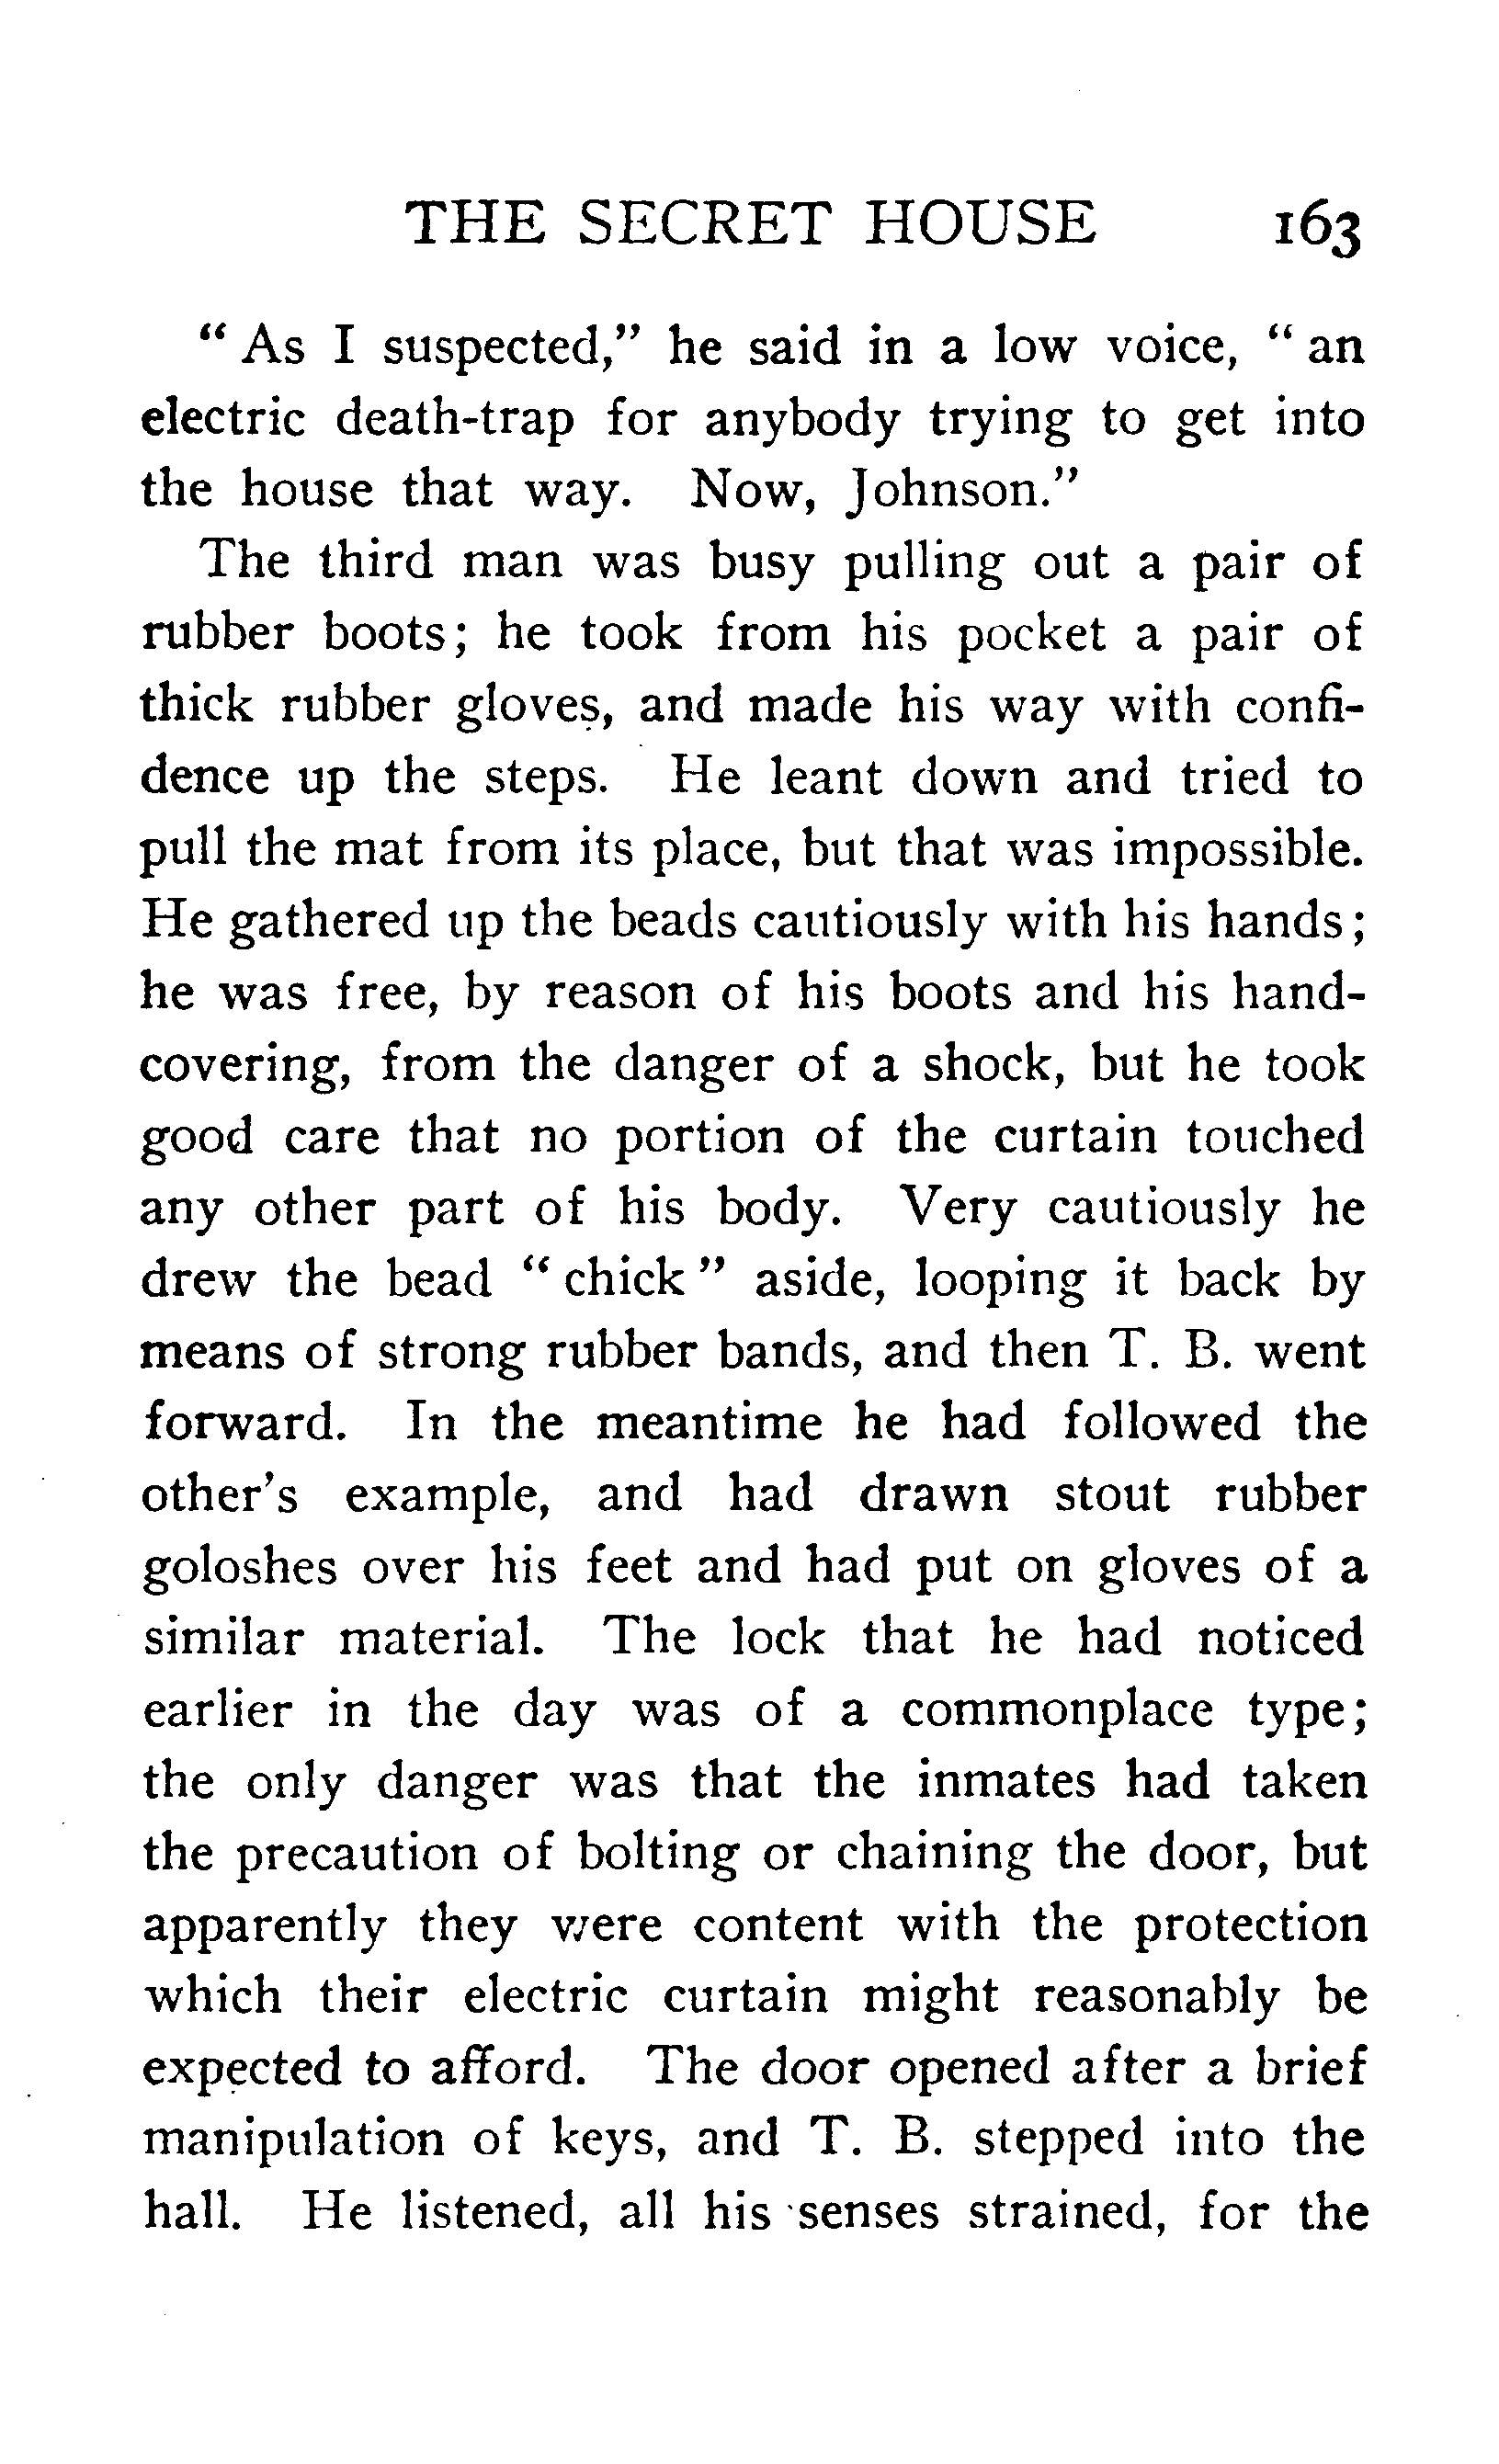 THE SECRET HOUSE 163
“ As I suspected,” he said in a low voice, “ an
electric death-trap for anybody trying to get into
the house that way. Now, Johnson.”
The third man was busy pulling out a pair of
rubber boots; he took from his pocket a pair of
thick rubber gloves, and made his way with confi-
dence up the steps. He leant down and tried to
pull the mat from its place, but that was impossible.
He gathered up the beads cautiously with his hands;
he was free, by reason of his boots and his hand-
covering, from the danger of a shock, but he took
good care that no portion of the curtain touched
any other part of his body. Very cautiously he
drew the bead “ chick ” aside, looping it back by
means of strong rubber bands, and then T. B. went
forward. In the meantime he had followed the
other’s example, and had drawn stout rubber
goloshes over his feet and had put on gloves of a
similar material. The lock that he had noticed
earlier in the day was of a commonplace type;
the only danger was that the inmates had taken
the precaution of bolting or chaining the door, but
apparently they were content with the protection
which their electric curtain might reasonably be
expected to afford. The door opened after a brief
manipulation of keys, and T. B. stepped into the
hall. He listened, all his senses strained, for the